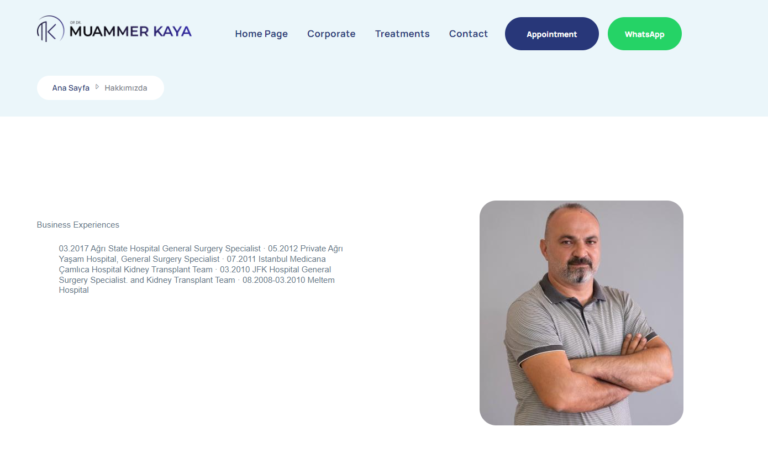 OP. DR.
MUAMMER KAYA
Home Page Corporate Treatments Contact Appointment WhatsApp
Ana Sayfa Hakkımızda
Business Experiences
03.2017 Ağrı State Hospital General Surgery Specialist · 05.2012 Private Ağrı
Yaşam Hospital, General Surgery Specialist · 07.2011 Istanbul Medicana
Çamlıca Hospital Kidney Transplant Team · 03.2010 JFK Hospital General
Surgery Specialist. and Kidney Transplant Team · 08.2008-03.2010 Meltem
Hospital